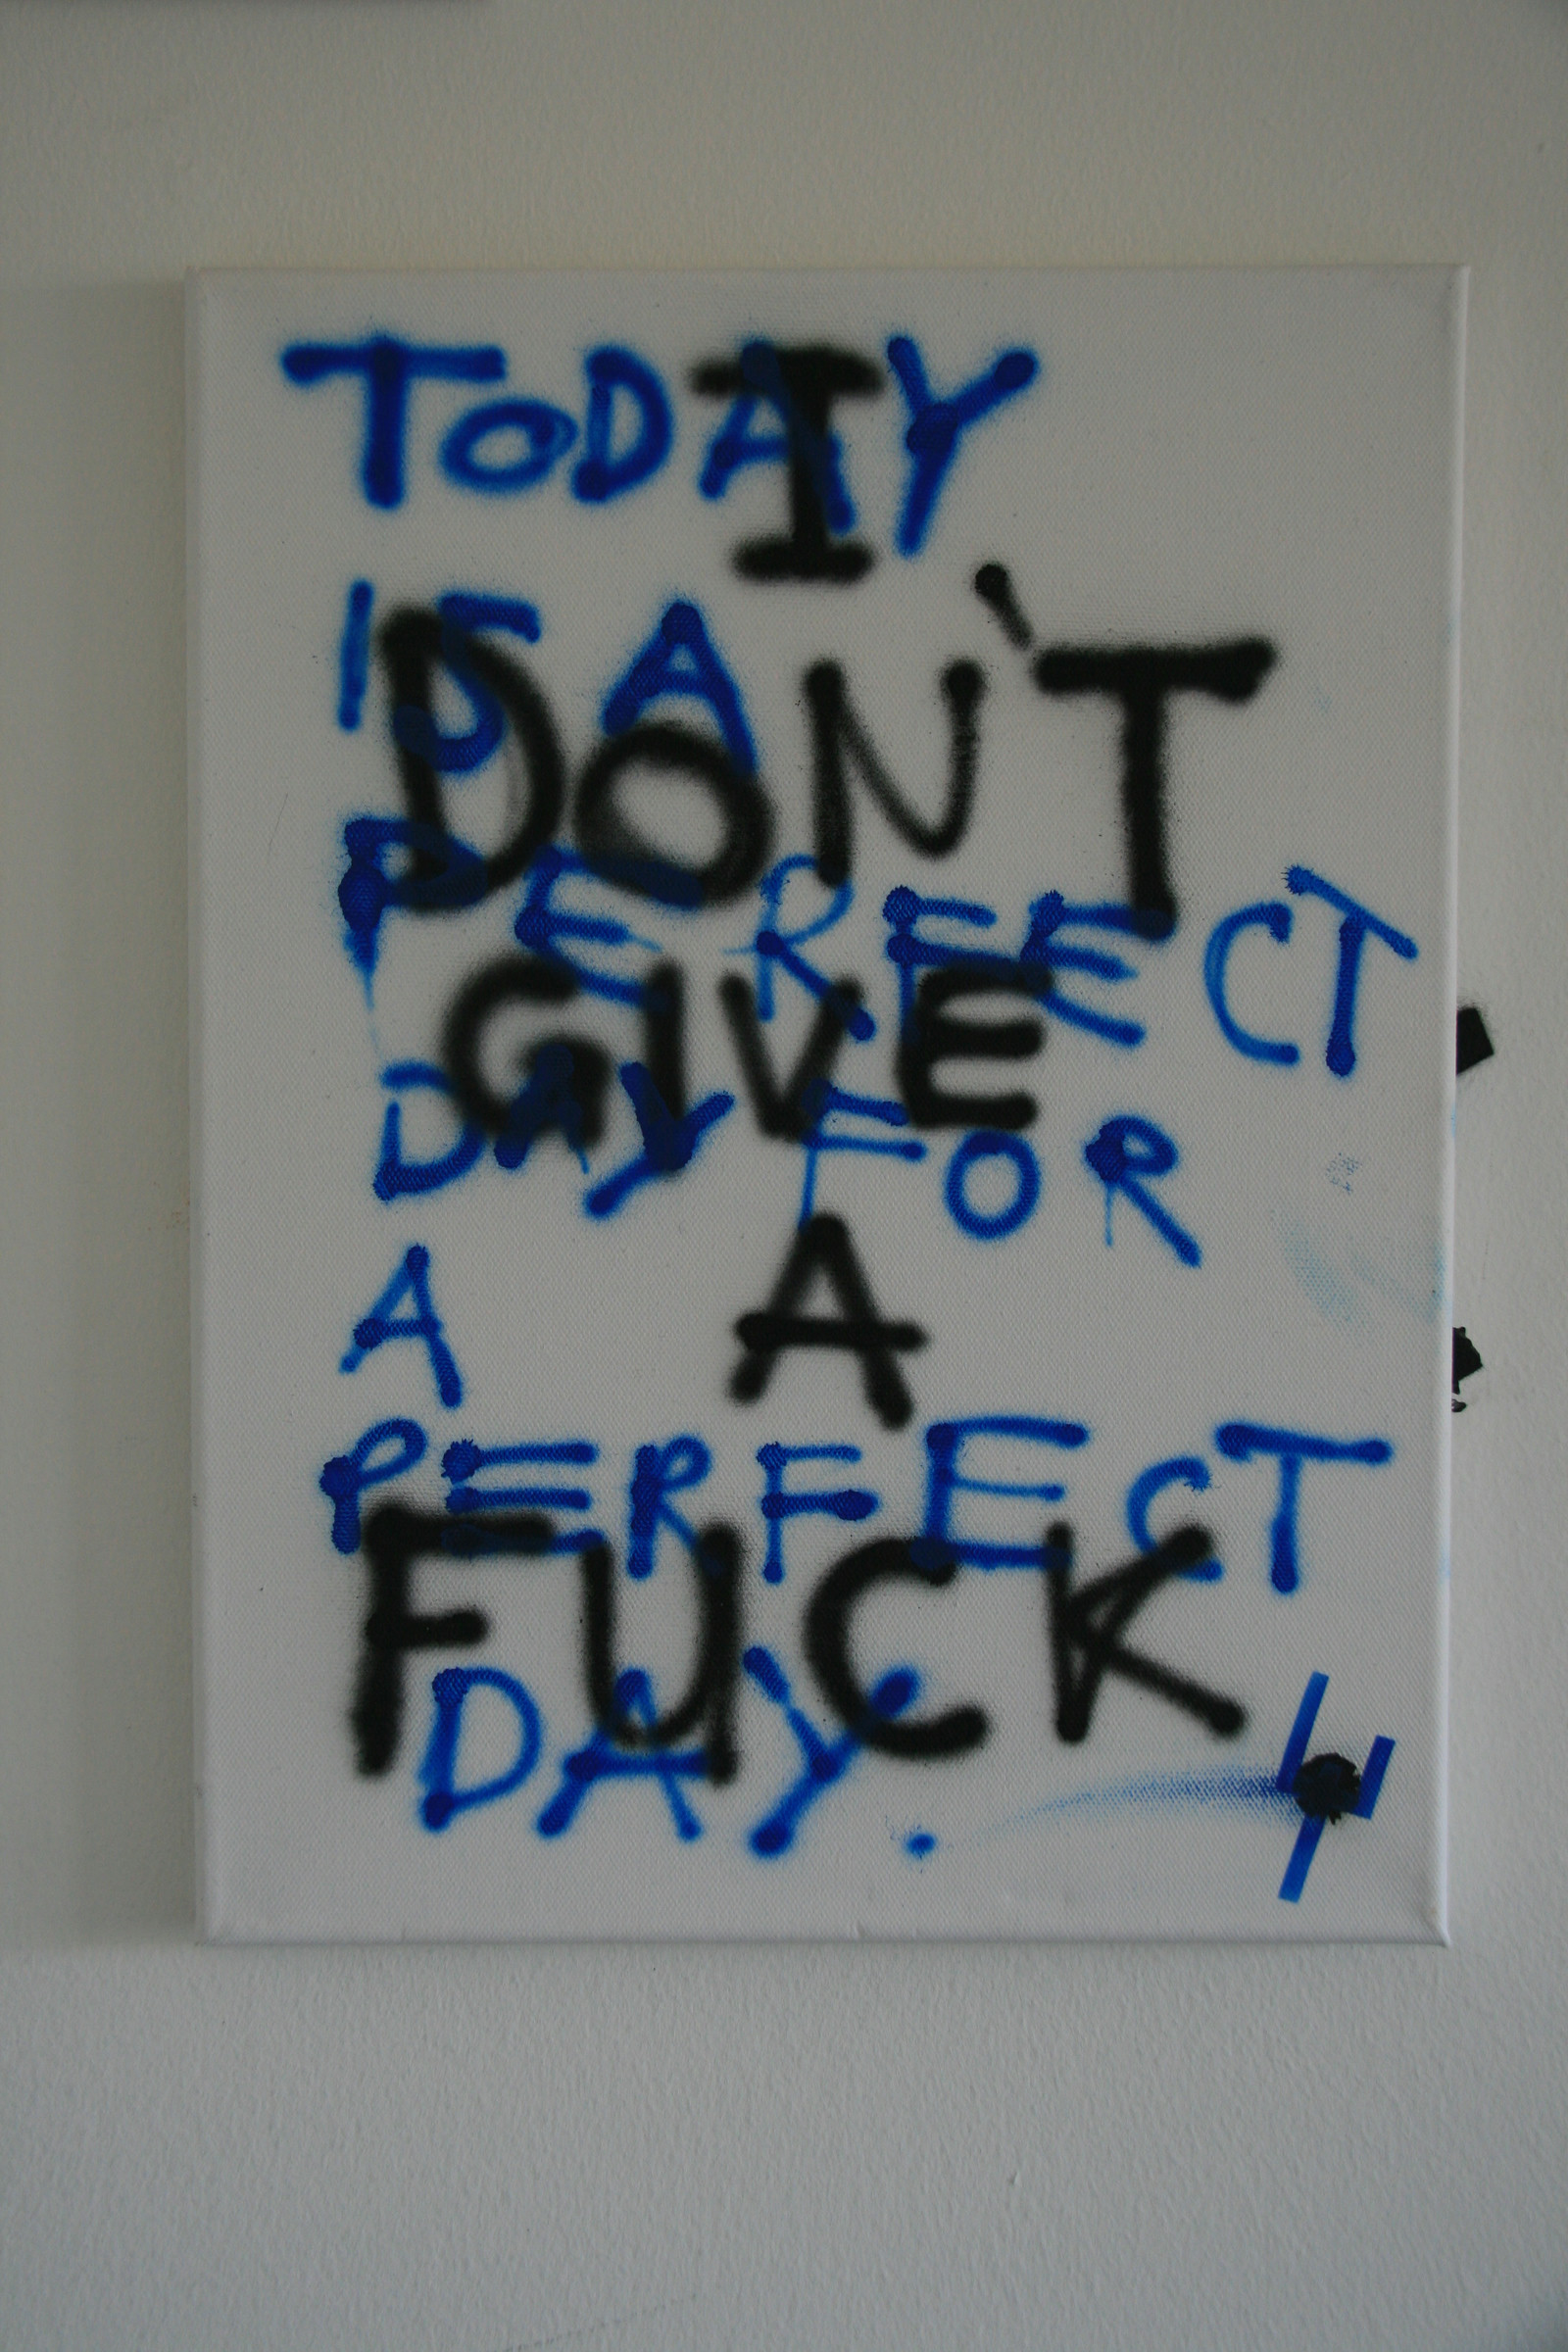 TODAY
IS A
PERFECT
DAY FOR
A
PERFECT
DAY.
I
DON'T
GIVE
A
FUCK